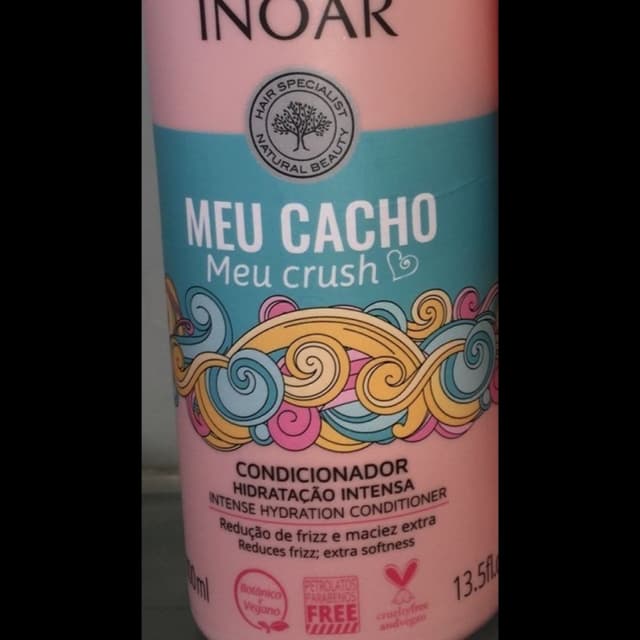 INOAR
HAIR SPECIALIST
NATURAL BEAUTY
MEU CACHO
Meu crush
CONDICIONADOR
HIDRATAÇÃO INTENSA
INTENSE HYDRATION CONDITIONER
Redução de frizz e maciez extra
Reduces frizz; extra softness
Botânico e Vegano
PETROLATOS
PARABENOS
FREE
crueltyfree
andvegan
13.5fl.